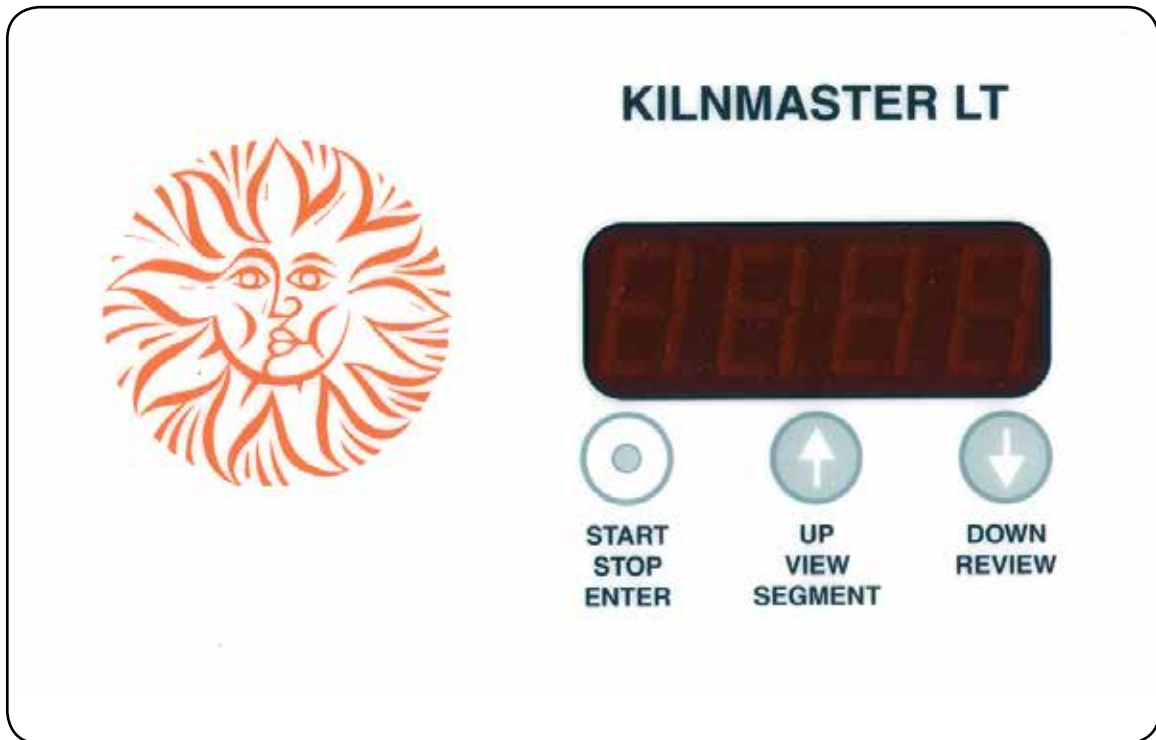 KILNMASTER LT
START
STOP
ENTER
UP
VIEW
SEGMENT
DOWN
REVIEW